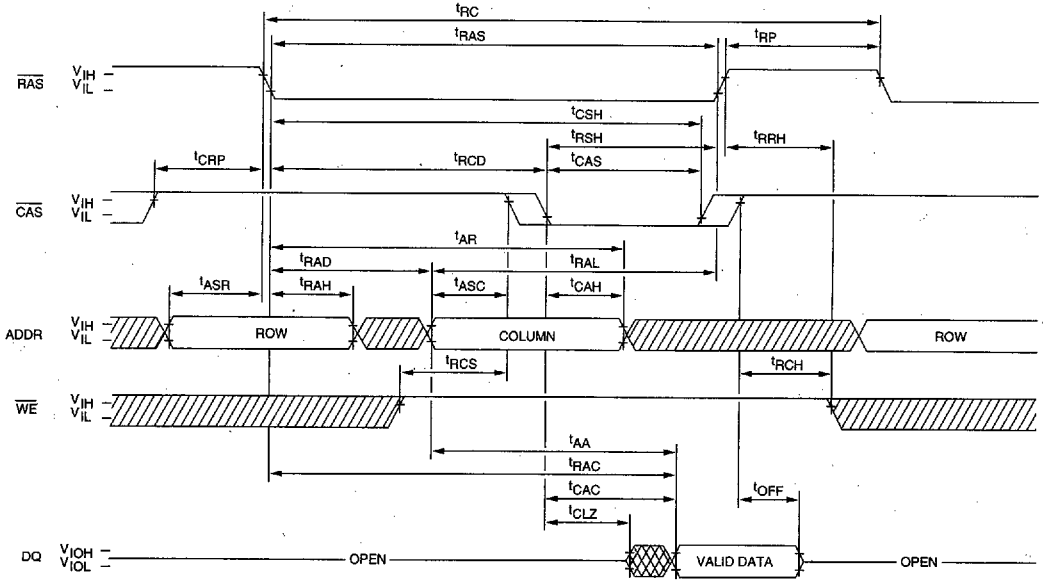 tRC
tRAS
tRP
RAS
VIH
VIL
tCSH
tRSH
tRRH
tCRP
tRCD
tCAS
CAS
VIH
VIL
tAR
tRAD
tRAL
tASR
tRAH
tASC
tCAH
ADDR
VIH
VIL
ROW
COLUMN
ROW
tRCS
tRCH
WE
VIH
VIL
tAA
tRAC
tCAC
tOFF
tCLZ
DQ
VIOH
VIOL
OPEN
VALID DATA
OPEN